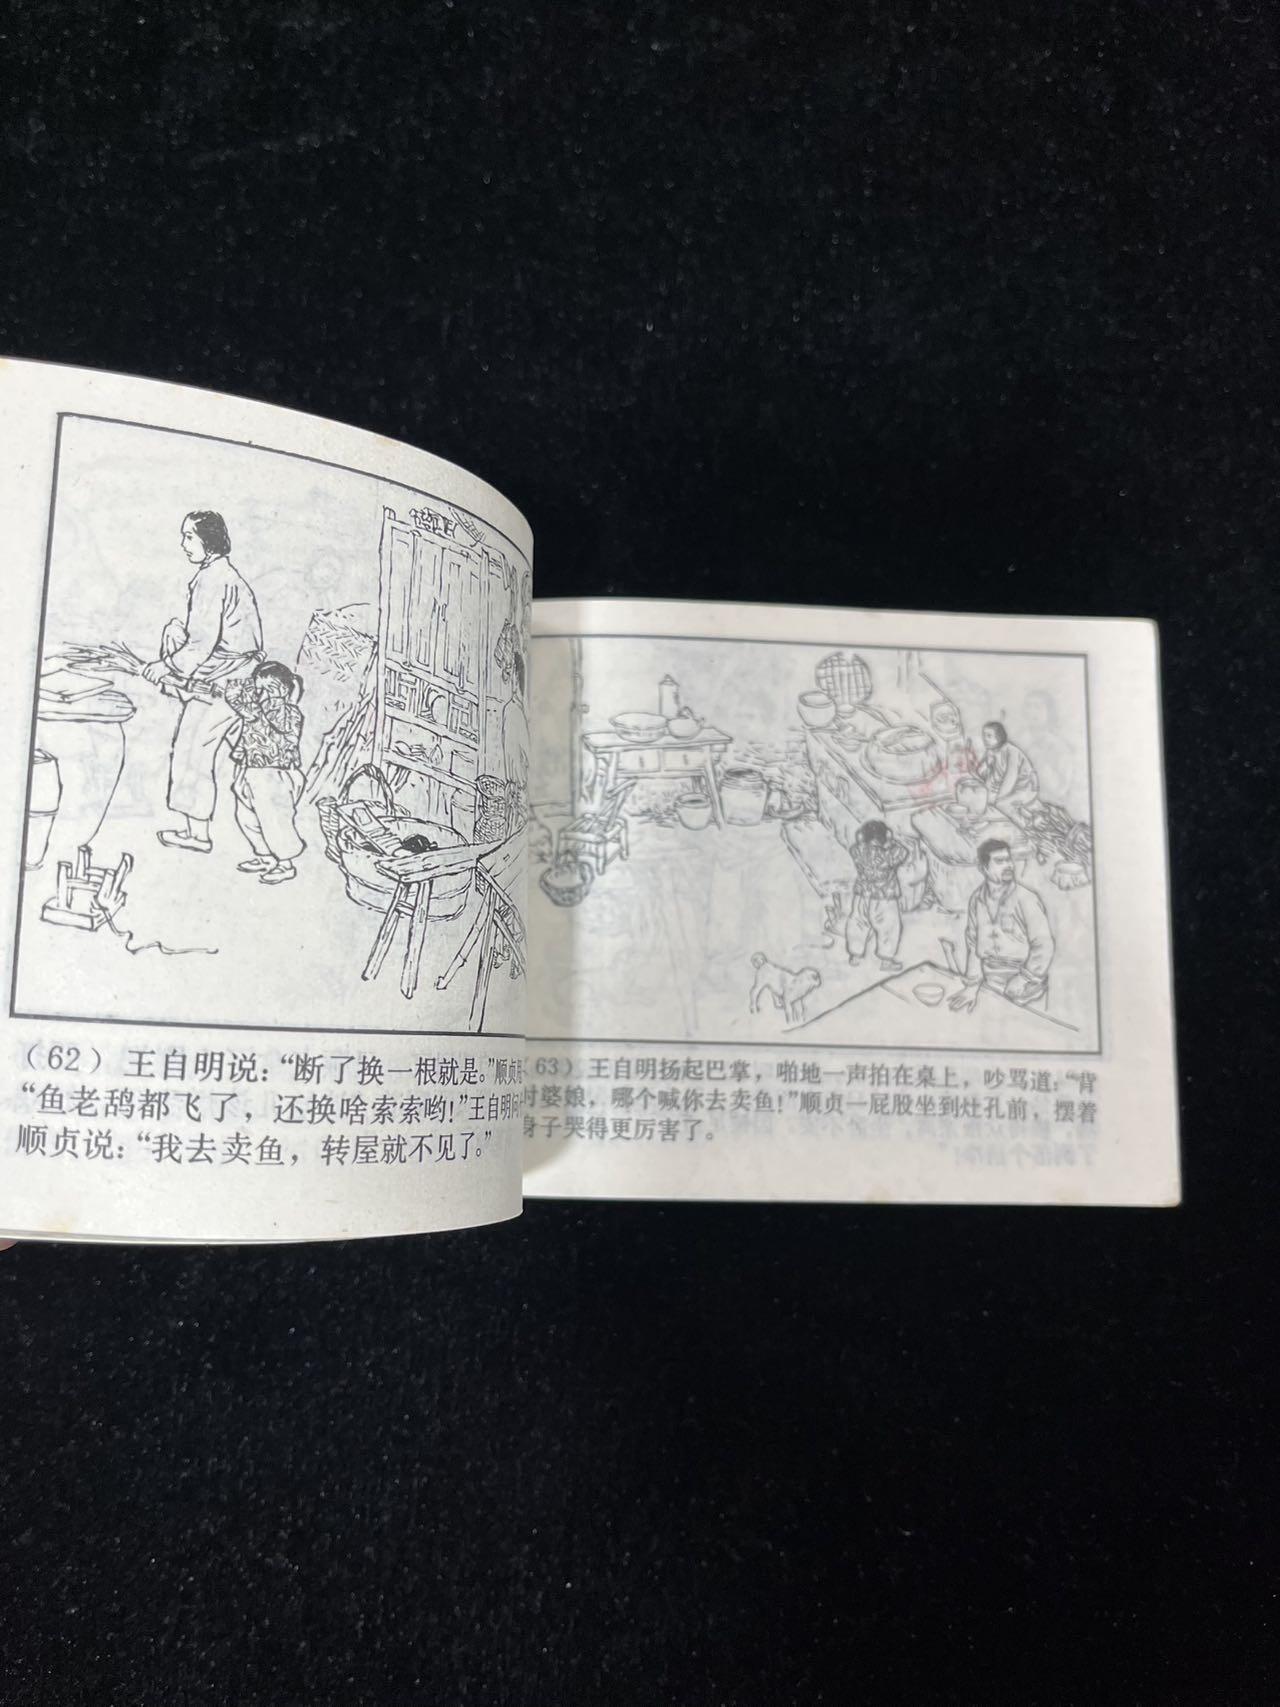 （62）王自明说：“断了换一根就是。”顺贞
“鱼老鸹都飞了，还换啥索索哟！”王自明问
顺贞说：“我去卖鱼，转屋就不见了。”
63）王自明扬起巴掌，啪地一声拍在桌上，吵骂道：“背
时婆娘，哪个喊你去卖鱼！”顺贞一屁股坐到灶孔前，摆着
身子哭得更厉害了。